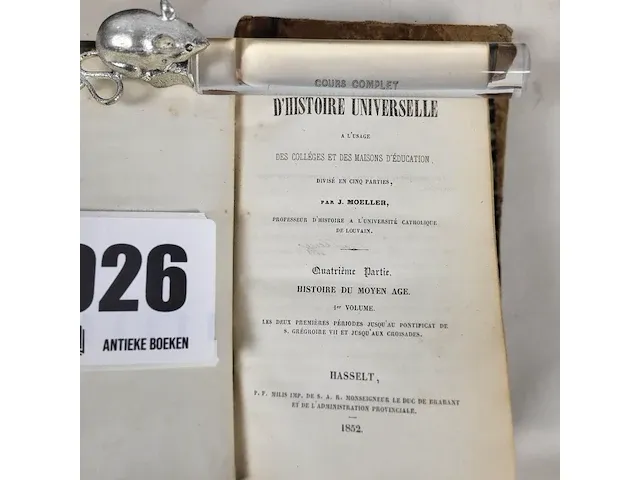 COURS COMPLET
D'HISTOIRE UNIVERSELLE
A L'USAGE
DES COLLÉGES ET DES MAISONS D'ÉDUCATION,
DIVISÉ EN CINQ PARTIES,
PAR J. MOELLER,
PROFESSEUR D'HISTOIRE A L'UNIVERSITÉ CATHOLIQUE
DE LOUVAIN.
Quatrième Partie.
HISTOIRE DU MOYEN AGE.
1er VOLUME.
LES DEUX PREMIÈRES PÉRIODES JUSQU'AU PONTIFICAT DE
S. GRÉGROIRE VII ET JUSQU'AUX CROISADES.
HASSELT,
P. F. MILIS IMP. DE S. A. R. MONSEIGNEUR LE DUC DE BRABANT
ET DE L'ADMINISTRATION PROVINCIALE.
1852.
026
ANTIEKE BOEKEN